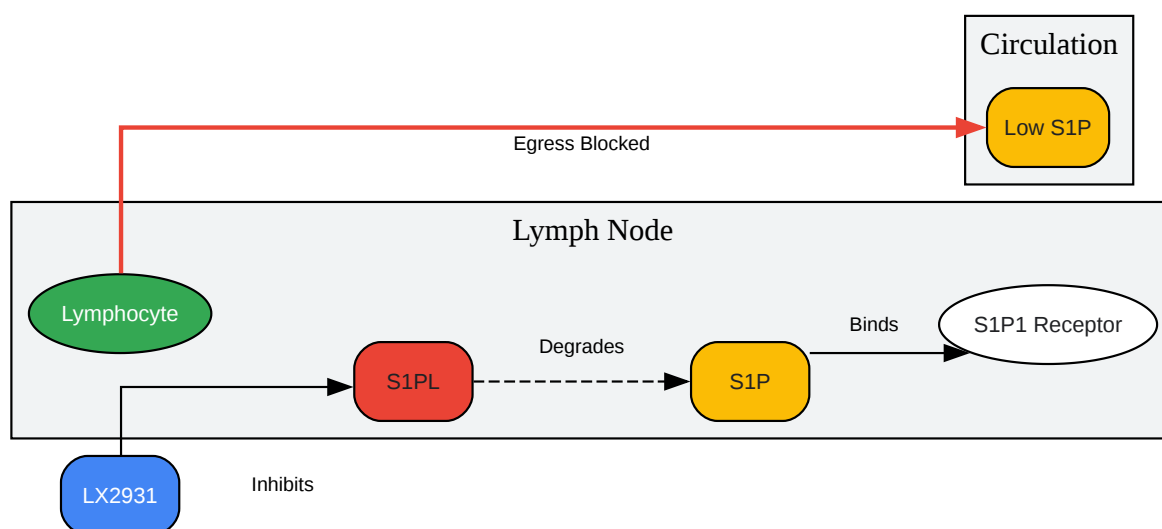 Circulation
Low S1P
Egress Blocked
Lymph Node
Lymphocyte
S1P1 Receptor
Binds
Degrades
S1PL
S1P
LX2931
Inhibits